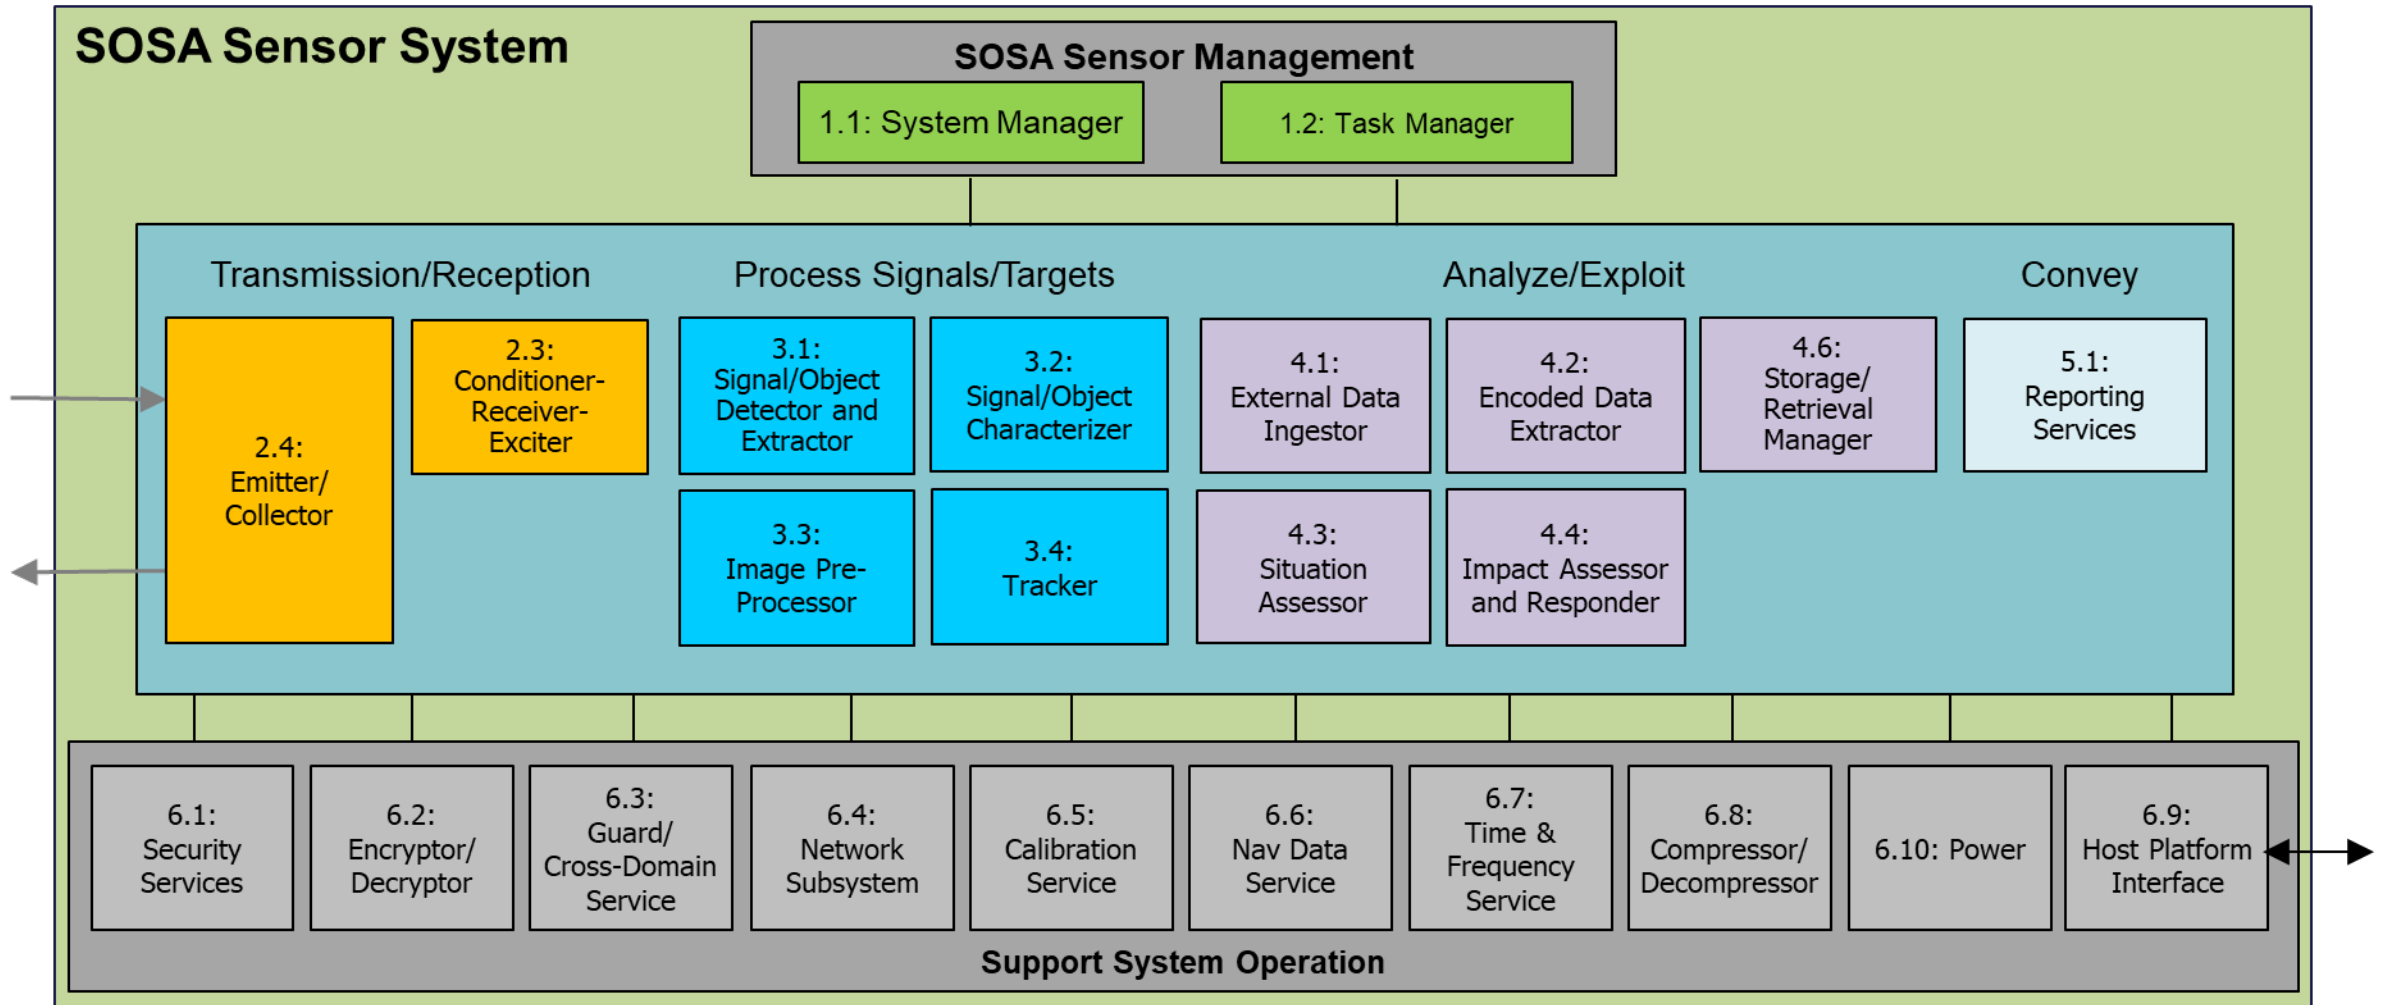 SOSA Sensor System
SOSA Sensor Management
1.1: System Manager
1.2: Task Manager
Transmission/Reception
Process Signals/Targets
Analyze/Exploit
Convey
2.4:
Emitter/
Collector
2.3:
Conditioner-
Receiver-
Exciter
3.1:
Signal/Object
Detector and
Extractor
3.2:
Signal/Object
Characterizer
3.3:
Image Pre-
Processor
3.4:
Tracker
4.1:
External Data
Ingestor
4.2:
Encoded Data
Extractor
4.6:
Storage/
Retrieval
Manager
4.3:
Situation
Assessor
4.4:
Impact Assessor
and Responder
5.1:
Reporting
Services
6.1:
Security
Services
6.2:
Encryptor/
Decryptor
6.3:
Guard/
Cross-Domain
Service
6.4:
Network
Subsystem
6.5:
Calibration
Service
6.6:
Nav Data
Service
6.7:
Time &
Frequency
Service
6.8:
Compressor/
Decompressor
6.10: Power
6.9:
Host Platform
Interface
Support System Operation